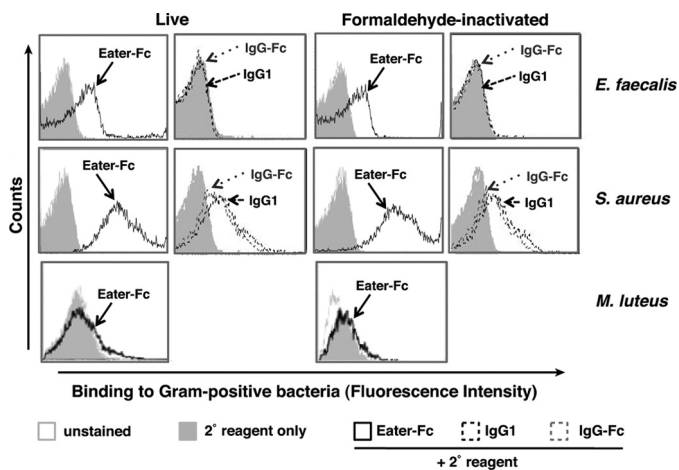 Live Formaldehyde-inactivated
Eater-Fc IgG-Fc Eater-Fc IgG-Fc
IgG1 IgG1
E. faecalis
Eater-Fc IgG-Fc Eater-Fc IgG-Fc
IgG1 IgG1
S. aureus
Eater-Fc Eater-Fc
M. luteus
Counts
Binding to Gram-positive bacteria (Fluorescence Intensity)
unstained 2° reagent only Eater-Fc IgG1 IgG-Fc
+ 2° reagent